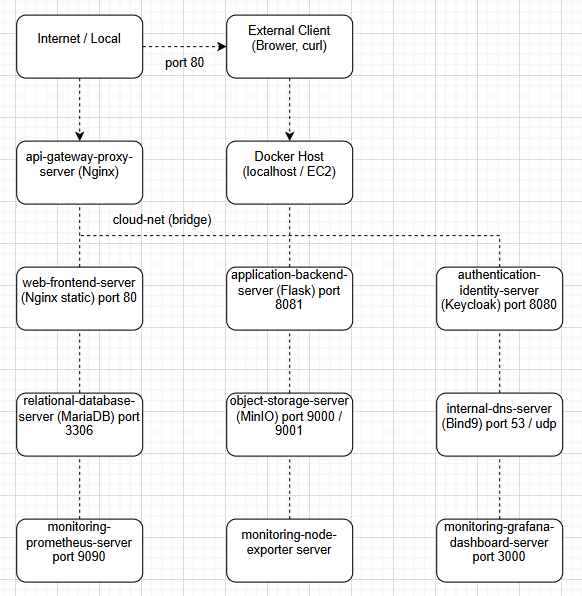 Internet / Local
External Client
(Brower, curl)
port 80
api-gateway-proxy-
server (Nginx)
Docker Host
(localhost / EC2)
cloud-net (bridge)
web-frontend-server
(Nginx static) port 80
application-backend-
server (Flask) port
8081
authentication-
identity-server
(Keycloak) port 8080
relational-database-
server (MariaDB) port
3306
object-storage-server
(MinIO) port 9000 /
9001
internal-dns-server
(Bind9) port 53 / udp
monitoring-
prometheus-server
port 9090
monitoring-node-
exporter server
monitoring-grafana-
dashboard-server
port 3000